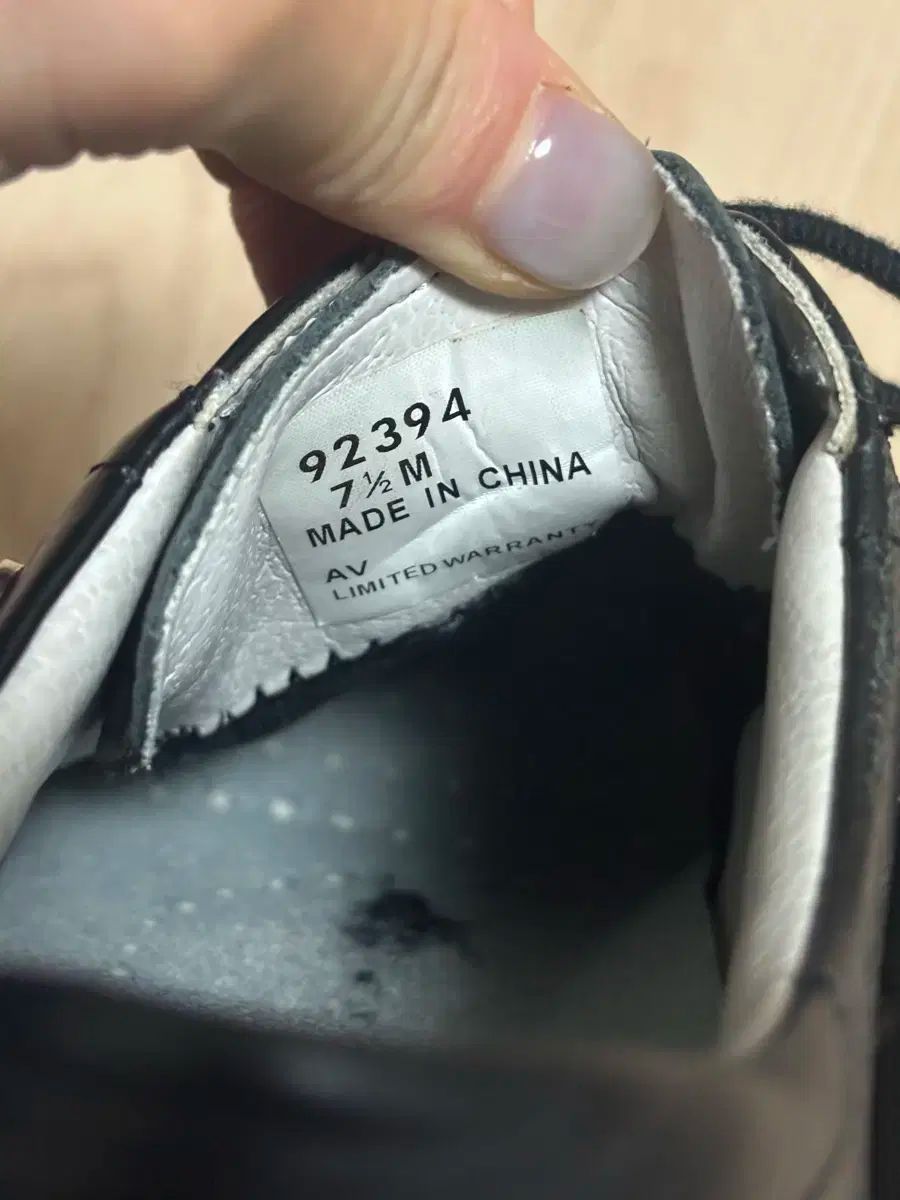 92394
7½ M
MADE IN CHINA
AV
LIMITED WARRANTY